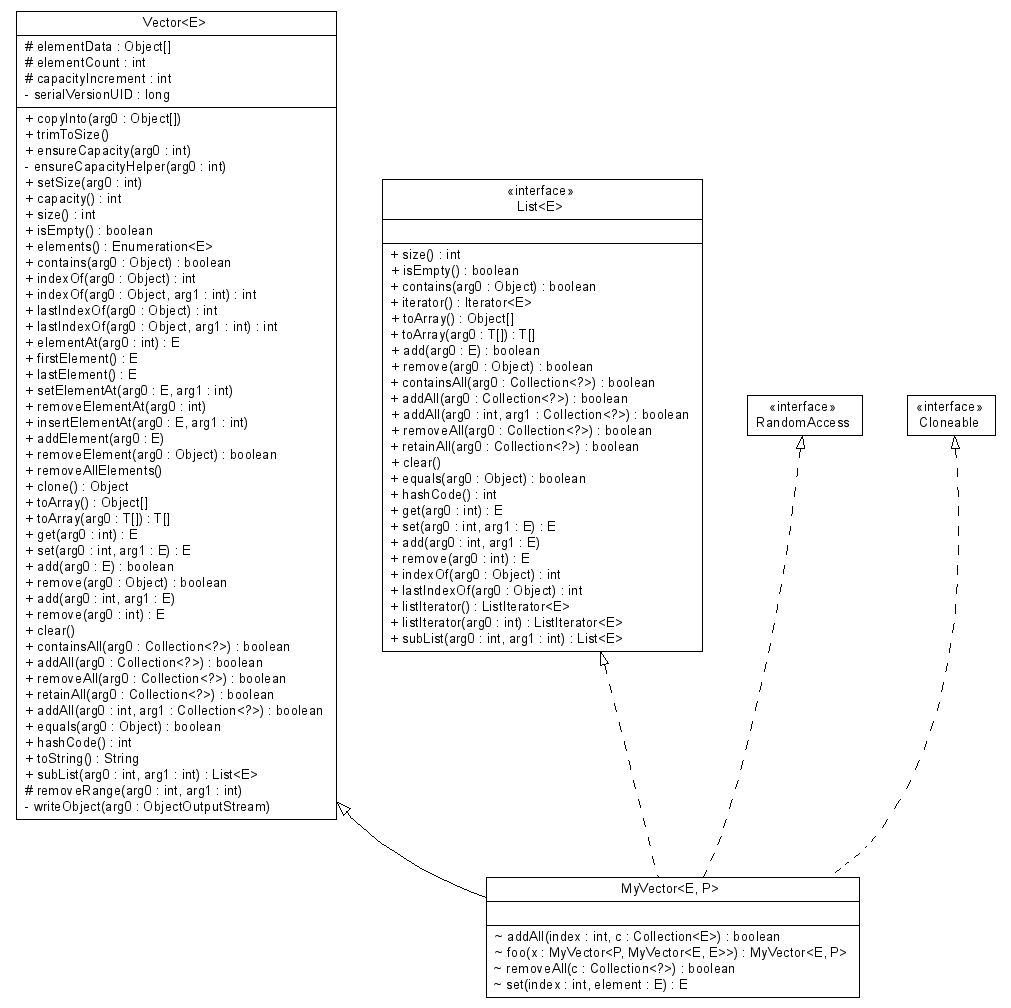 Vector<E>
# elementData : Object[]
# elementCount : int
# capacityIncrement : int
- serialVersionUID : long
+ copyInto(arg0 : Object[])
+ trimToSize()
+ ensureCapacity(arg0 : int)
- ensureCapacityHelper(arg0 : int)
+ setSize(arg0 : int)
+ capacity() : int
+ size() : int
+ isEmpty() : boolean
+ elements() : Enumeration<E>
+ contains(arg0 : Object) : boolean
+ indexOf(arg0 : Object) : int
+ indexOf(arg0 : Object, arg1 : int) : int
+ lastIndexOf(arg0 : Object) : int
+ lastIndexOf(arg0 : Object, arg1 : int) : int
+ elementAt(arg0 : int) : E
+ firstElement() : E
+ lastElement() : E
+ setElementAt(arg0 : E, arg1 : int)
+ removeElementAt(arg0 : int)
+ insertElementAt(arg0 : E, arg1 : int)
+ addElement(arg0 : E)
+ removeElement(arg0 : Object) : boolean
+ removeAllElements()
+ clone() : Object
+ toArray() : Object[]
+ toArray(arg0 : T[]) : T[]
+ get(arg0 : int) : E
+ set(arg0 : int, arg1 : E) : E
+ add(arg0 : E) : boolean
+ remove(arg0 : Object) : boolean
+ add(arg0 : int, arg1 : E)
+ remove(arg0 : int) : E
+ clear()
+ containsAll(arg0 : Collection<?>) : boolean
+ addAll(arg0 : Collection<?>) : boolean
+ removeAll(arg0 : Collection<?>) : boolean
+ retainAll(arg0 : Collection<?>) : boolean
+ addAll(arg0 : int, arg1 : Collection<?>) : boolean
+ equals(arg0 : Object) : boolean
+ hashCode() : int
+ toString() : String
+ subList(arg0 : int, arg1 : int) : List<E>
# removeRange(arg0 : int, arg1 : int)
- writeObject(arg0 : ObjectOutputStream)
«interface»
List<E>
+ size() : int
+ isEmpty() : boolean
+ contains(arg0 : Object) : boolean
+ iterator() : Iterator<E>
+ toArray() : Object[]
+ toArray(arg0 : T[]) : T[]
+ add(arg0 : E) : boolean
+ remove(arg0 : Object) : boolean
+ containsAll(arg0 : Collection<?>) : boolean
+ addAll(arg0 : Collection<?>) : boolean
+ addAll(arg0 : int, arg1 : Collection<?>) : boolean
+ removeAll(arg0 : Collection<?>) : boolean
+ retainAll(arg0 : Collection<?>) : boolean
+ clear()
+ equals(arg0 : Object) : boolean
+ hashCode() : int
+ get(arg0 : int) : E
+ set(arg0 : int, arg1 : E) : E
+ add(arg0 : int, arg1 : E)
+ remove(arg0 : int) : E
+ indexOf(arg0 : Object) : int
+ lastIndexOf(arg0 : Object) : int
+ listIterator() : ListIterator<E>
+ listIterator(arg0 : int) : ListIterator<E>
+ subList(arg0 : int, arg1 : int) : List<E>
«interface»
RandomAccess
«interface»
Cloneable
MyVector<E, P>
~ addAll(index : int, c : Collection<E>) : boolean
~ foo(x : MyVector<P, MyVector<E, E>>) : MyVector<E, P>
~ removeAll(c : Collection<?>) : boolean
~ set(index : int, element : E) : E